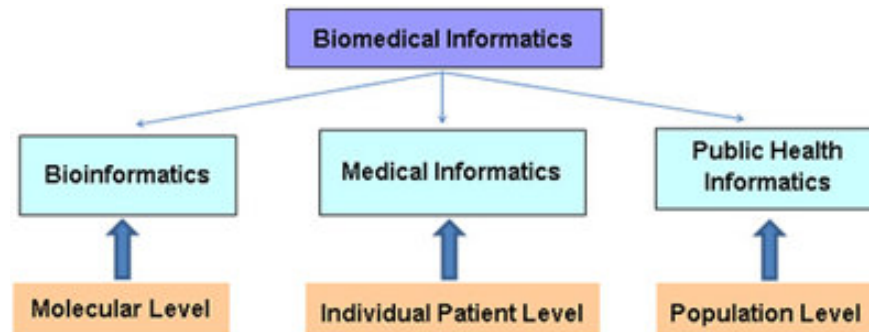 Biomedical Informatics
Bioinformatics
Medical Informatics
Public Health
Informatics
Molecular Level
Individual Patient Level
Population Level